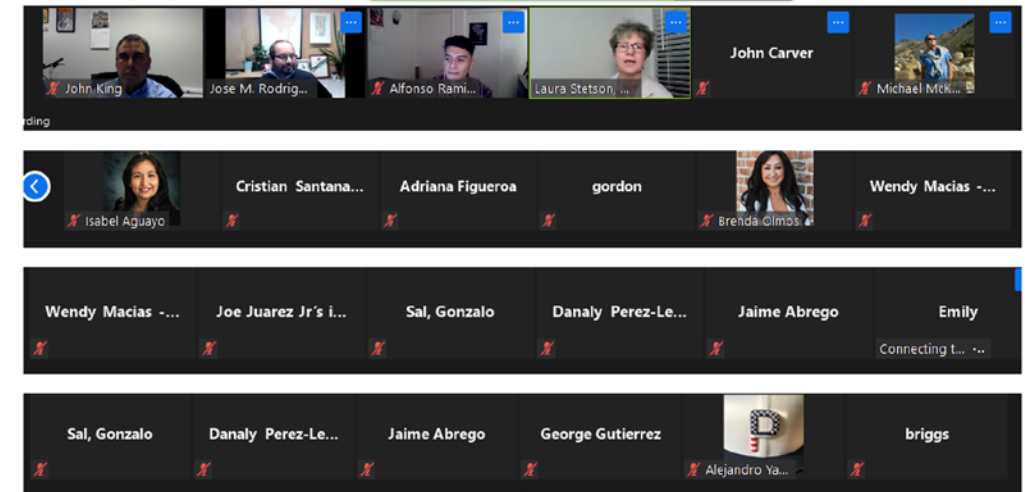 John Carver
John King
Jose M. Rodrig...
Alfonso Rami...
Laura Stetson, ...
Michael McK...
rding
Cristian Santana...
Adriana Figueroa
gordon
Wendy Macias -...
Isabel Aguayo
Brenda Olmos
Wendy Macias -...
Joe Juarez Jr's i...
Sal, Gonzalo
Danaly Perez-Le...
Jaime Abrego
Emily
Connecting t...
Sal, Gonzalo
Danaly Perez-Le...
Jaime Abrego
George Gutierrez
P
briggs
Alejandro Ya...